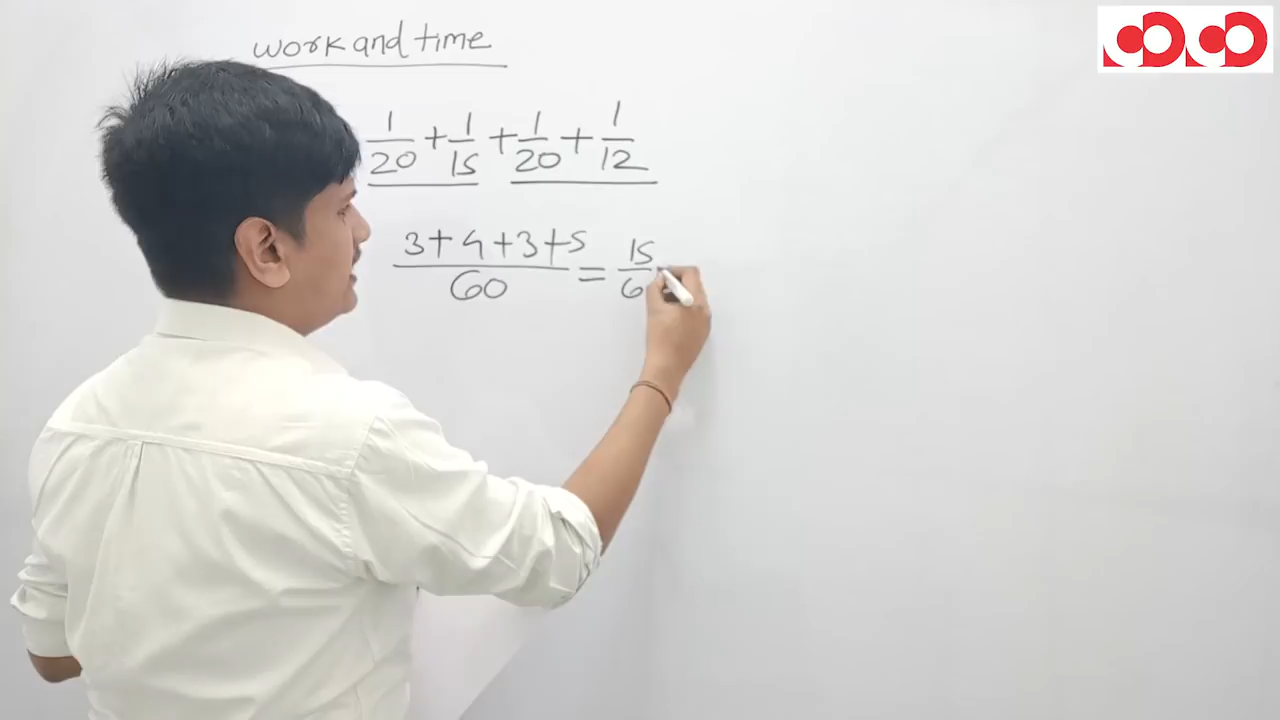 work and time
1/20 + 1/15 + 1/20 + 1/12
3+4+3+5/60 = 15/6